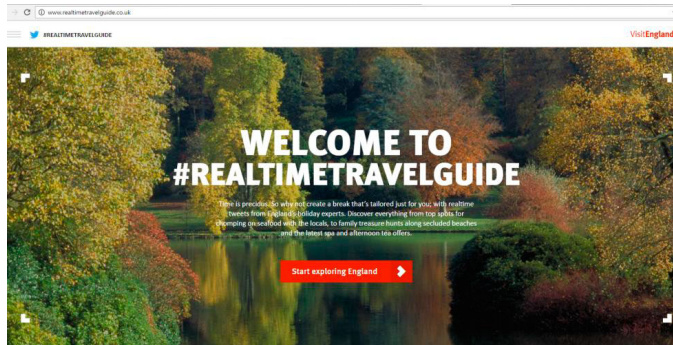 www.realtimetravelguide.co.uk
#REALTIMETRAVELGUIDE
VisitEngland
WELCOME TO
#REALTIMETRAVELGUIDE
Time is precious. So why not create a break that's tailored just for you; with realtime
tweets from England's holiday experts. Discover everything from top spots for
chomping on seafood with the locals, to family treasure hunts along secluded beaches
and the latest spa and afternoon tea offers.
Start exploring England